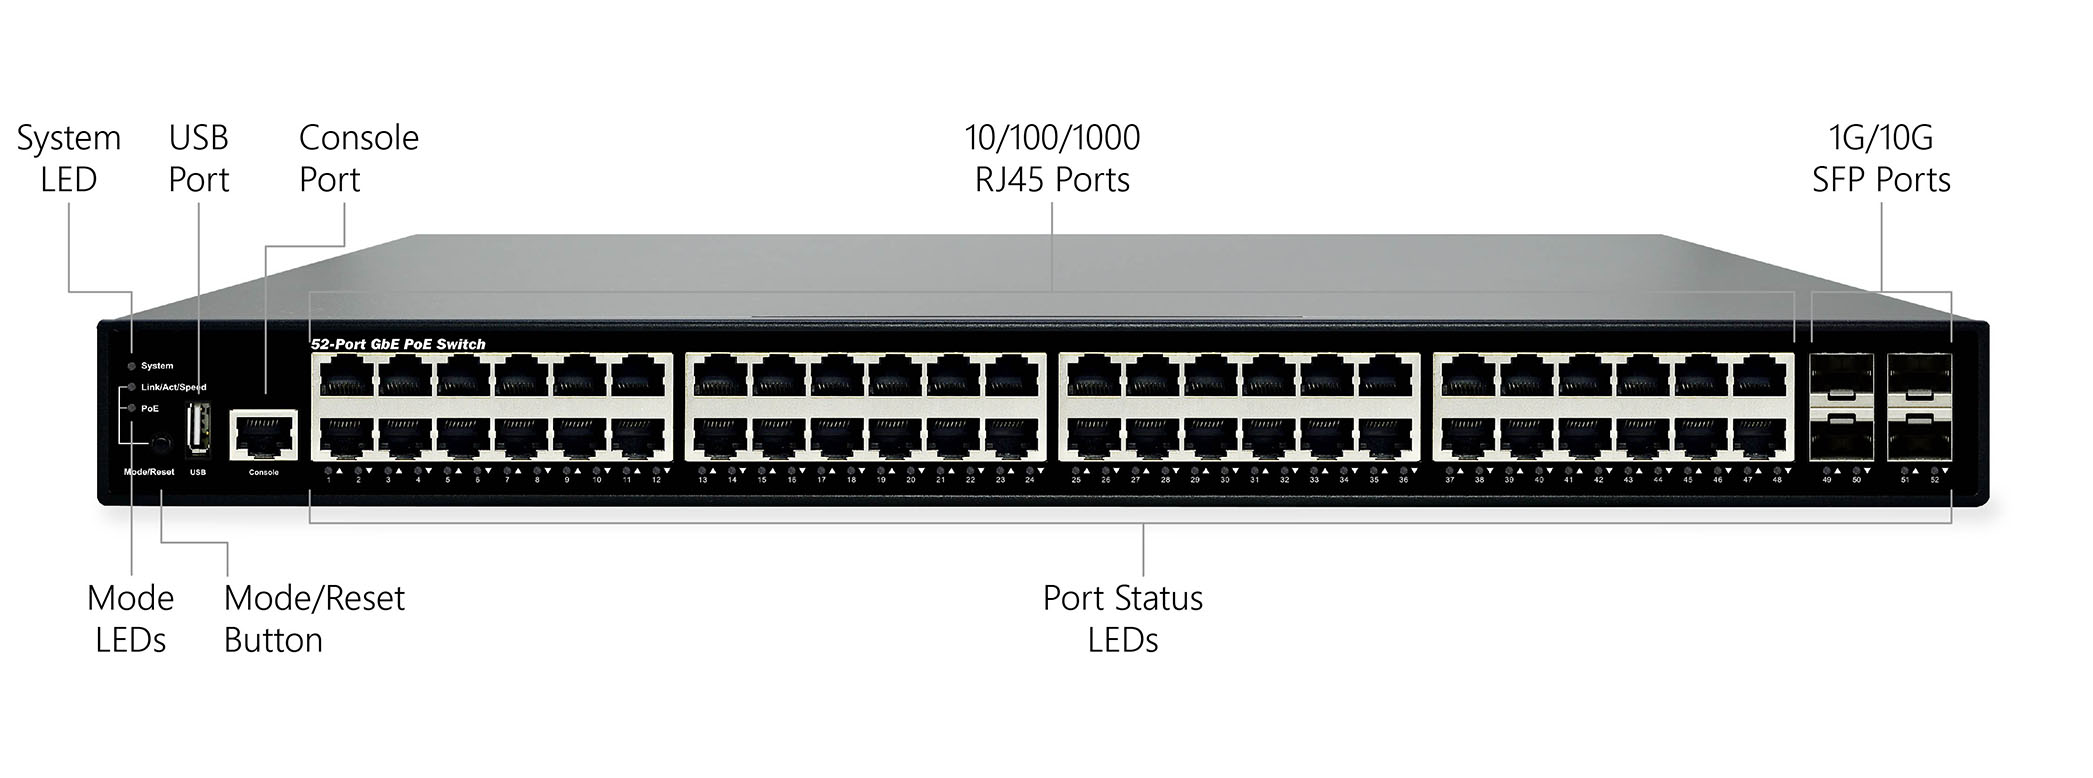 System
LED
USB
Port
Console
Port
10/100/1000
RJ45 Ports
1G/10G
SFP Ports
52-Port GbE PoE Switch
System
Link/Act/Speed
PoE
Mode/Reset
USB
Console
1▲ 2▼ 3▲ 4▼ 5▲ 6▼ 7▲ 8▼ 9▲ 10▼ 11▲ 12▼
13▲ 14▼ 15▲ 16▼ 17▲ 18▼ 19▲ 20▼ 21▲ 22▼ 23▲ 24▼
25▲ 26▼ 27▲ 28▼ 29▲ 30▼ 31▲ 32▼ 33▲ 34▼ 35▲ 36▼
37▲ 38▼ 39▲ 40▼ 41▲ 42▼ 43▲ 44▼ 45▲ 46▼ 47▲ 48▼
49▲ 50▼ 51▲ 52▼
Mode
LEDs
Mode/Reset
Button
Port Status
LEDs